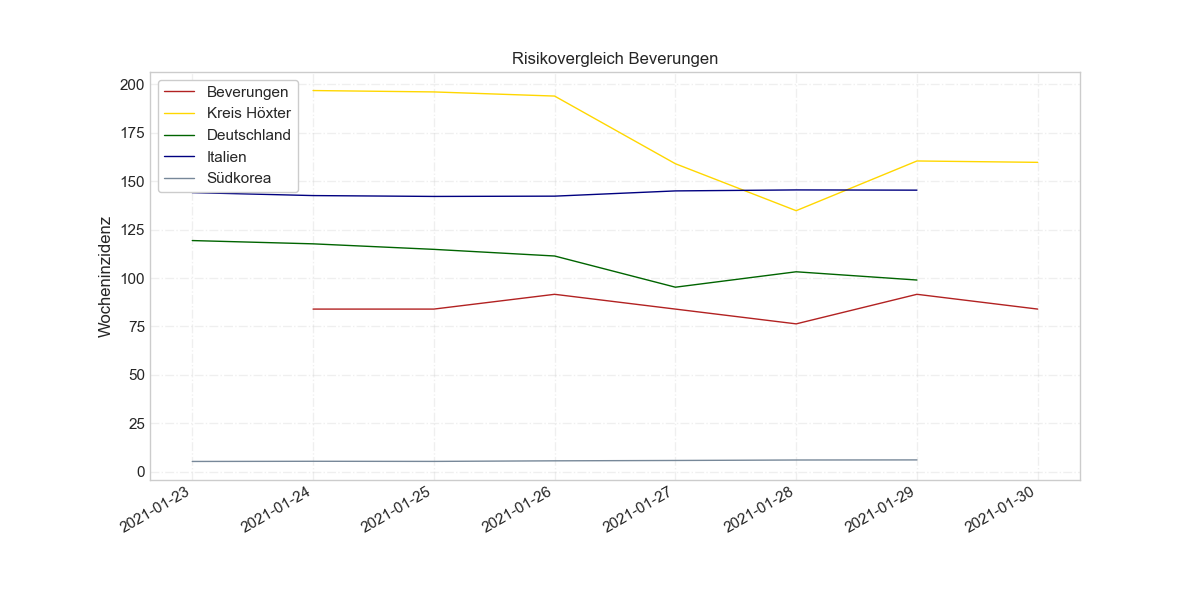 Risikovergleich Beverungen
Beverungen
Kreis Höxter
Deutschland
Italien
Südkorea
Wocheninzidenz
200
175
150
125
100
75
50
25
0
2021-01-23
2021-01-24
2021-01-25
2021-01-26
2021-01-27
2021-01-28
2021-01-29
2021-01-30